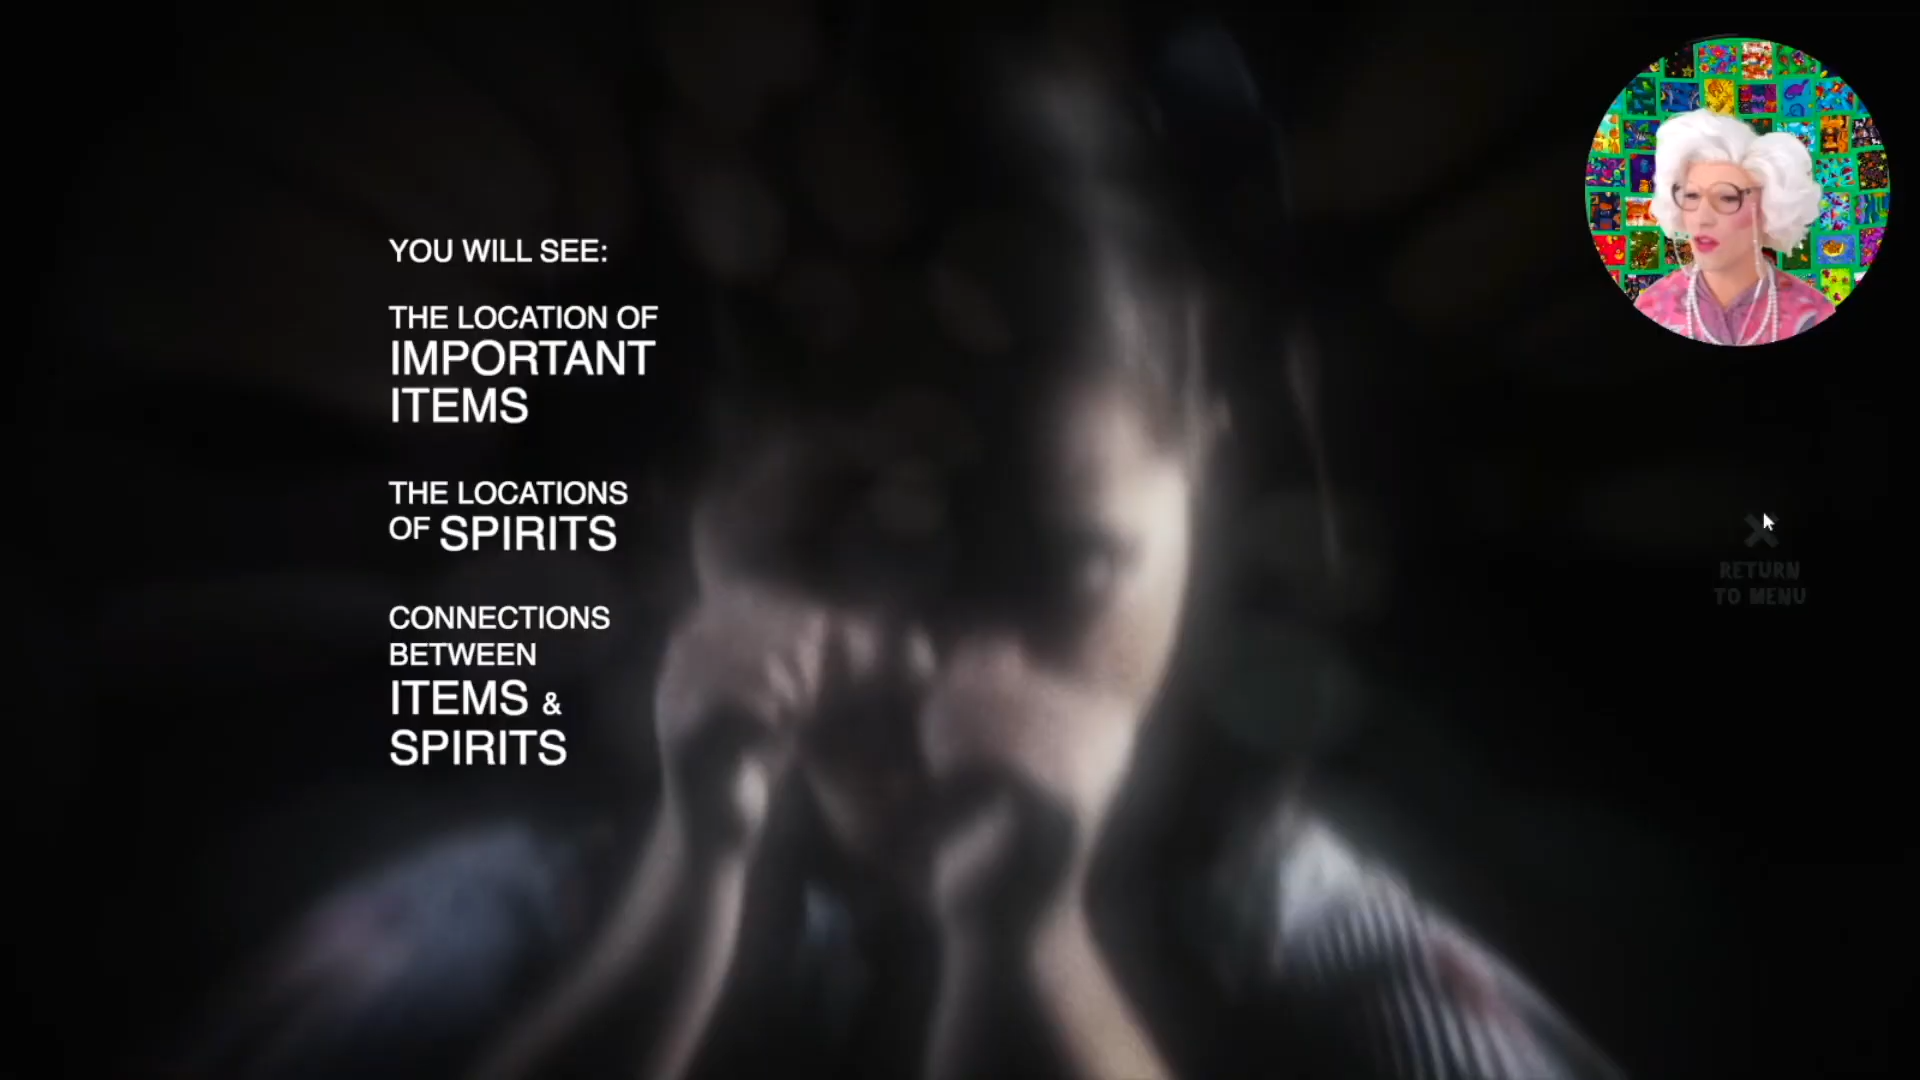 YOU WILL SEE:
THE LOCATION OF
IMPORTANT
ITEMS
THE LOCATIONS
OF SPIRITS
CONNECTIONS
BETWEEN
ITEMS &
SPIRITS
RETURN
TO MENU